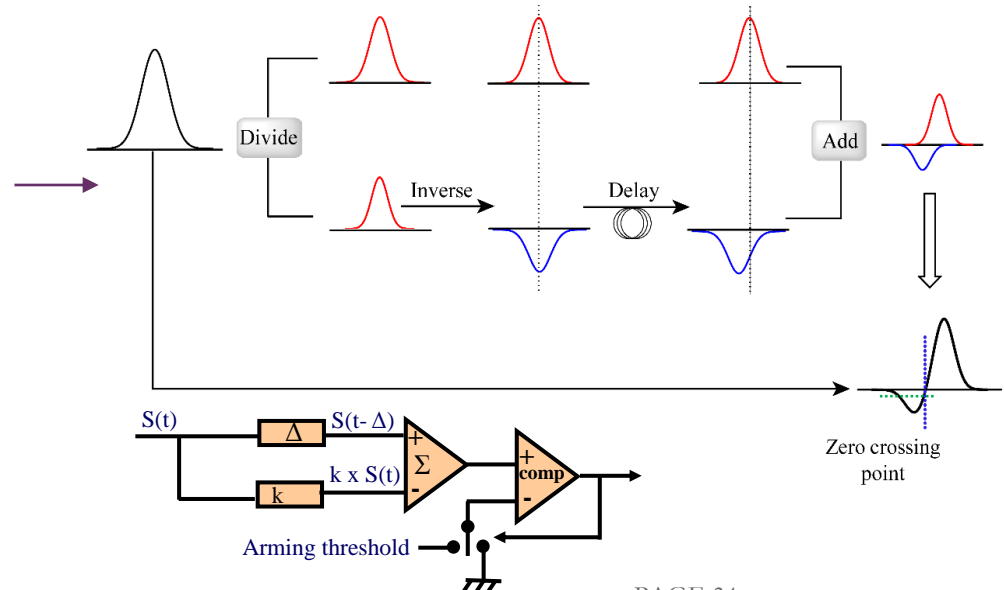 Divide
Inverse
Delay
Add
Zero crossing
point
S(t)
Δ
S(t- Δ)
+
Σ
-
k
k x S(t)
+
comp
-
Arming threshold